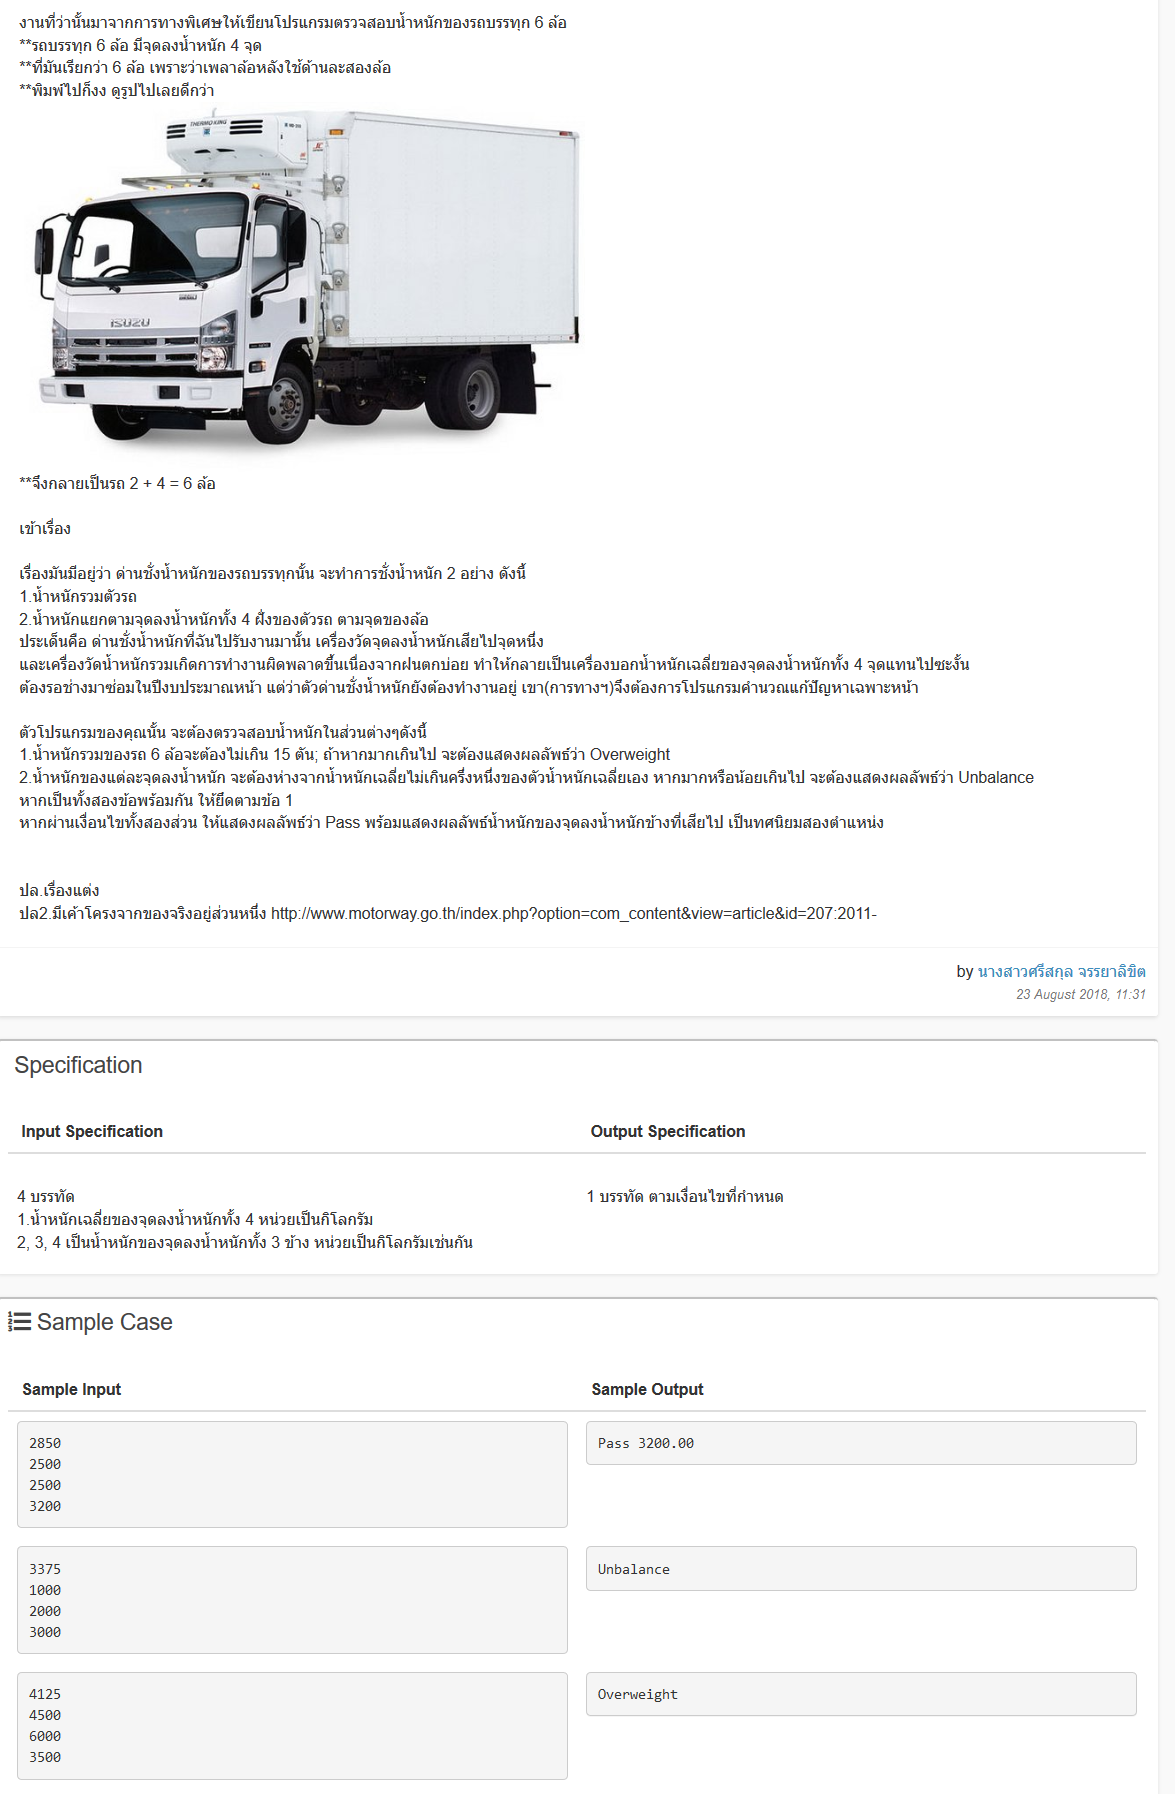 งานที่ว่านั้นมาจากการทางพิเศษให้เขียนโปรแกรมตรวจสอบน้ำหนักของรถบรรทุก 6 ล้อ
**รถบรรทุก 6 ล้อ มีจุดลงน้ำหนัก 4 จุด
**ที่มันเรียกว่า 6 ล้อ เพราะว่าเพลาล้อหลังใช้ด้านละสองล้อ
**พิมพ์ไปก็งง ดูรูปไปเลยดีกว่า
THERMO KING
ISUZU
**จึงกลายเป็นรถ 2 + 4 = 6 ล้อ
เข้าเรื่อง
เรื่องมันมีอยู่ว่า ด่านชั่งน้ำหนักของรถบรรทุกนั้น จะทำการชั่งน้ำหนัก 2 อย่าง ดังนี้
1.น้ำหนักรวมตัวรถ
2.น้ำหนักแยกตามจุดลงน้ำหนักทั้ง 4 ฝั่งของตัวรถ ตามจุดของล้อ
ประเด็นคือ ด่านชั่งน้ำหนักที่ฉันไปรับงานมานั้น เครื่องวัดจุดลงน้ำหนักเสียไปจุดหนึ่ง
และเครื่องวัดน้ำหนักรวมเกิดการทำงานผิดพลาดขึ้นเนื่องจากฝนตกบ่อย ทำให้กลายเป็นเครื่องบอกน้ำหนักเฉลี่ยของจุดลงน้ำหนักทั้ง 4 จุดแทนไปซะงั้น
ต้องรอช่างมาซ่อมในปีงบประมาณหน้า แต่ว่าตัวด่านชั่งน้ำหนักยังต้องทำงานอยู่ เขา(การทางฯ)จึงต้องการโปรแกรมคำนวณแก้ปัญหาเฉพาะหน้า
ตัวโปรแกรมของคุณนั้น จะต้องตรวจสอบน้ำหนักในส่วนต่างๆดังนี้
1.น้ำหนักรวมของรถ 6 ล้อจะต้องไม่เกิน 15 ตัน; ถ้าหากมากเกินไป จะต้องแสดงผลลัพธ์ว่า Overweight
2.น้ำหนักของแต่ละจุดลงน้ำหนัก จะต้องห่างจากน้ำหนักเฉลี่ยไม่เกินครึ่งหนึ่งของตัวน้ำหนักเฉลี่ยเอง หากมากหรือน้อยเกินไป จะต้องแสดงผลลัพธ์ว่า Unbalance
หากเป็นทั้งสองข้อพร้อมกัน ให้ยึดตามข้อ 1
หากผ่านเงื่อนไขทั้งสองส่วน ให้แสดงผลลัพธ์ว่า Pass พร้อมแสดงผลลัพธ์น้ำหนักของจุดลงน้ำหนักข้างที่เสียไป เป็นทศนิยมสองตำแหน่ง
ปล.เรื่องแต่ง
ปล2.มีเค้าโครงจากของจริงอยู่ส่วนหนึ่ง http://www.motorway.go.th/index.php?option=com_content&view=article&id=207:2011-
by นางสาวศรีสกุล จรรยาลิขิต
23 August 2018, 11:31
Specification
Input Specification
Output Specification
4 บรรทัด
1.น้ำหนักเฉลี่ยของจุดลงน้ำหนักทั้ง 4 หน่วยเป็นกิโลกรัม
2, 3, 4 เป็นน้ำหนักของจุดลงน้ำหนักทั้ง 3 ข้าง หน่วยเป็นกิโลกรัมเช่นกัน
1 บรรทัด ตามเงื่อนไขที่กำหนด
Sample Case
Sample Input
Sample Output
2850
2500
2500
3200
Pass 3200.00
3375
1000
2000
3000
Unbalance
4125
4500
6000
3500
Overweight